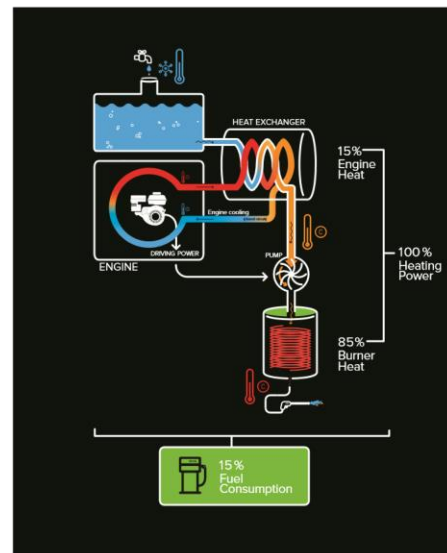 HEAT EXCHANGER
15%
Engine
Heat
Engine cooling
DRIVING POWER
ENGINE
PUMP
C
100%
Heating
Power
85%
Burner
Heat
C
15%
Fuel
Consumption